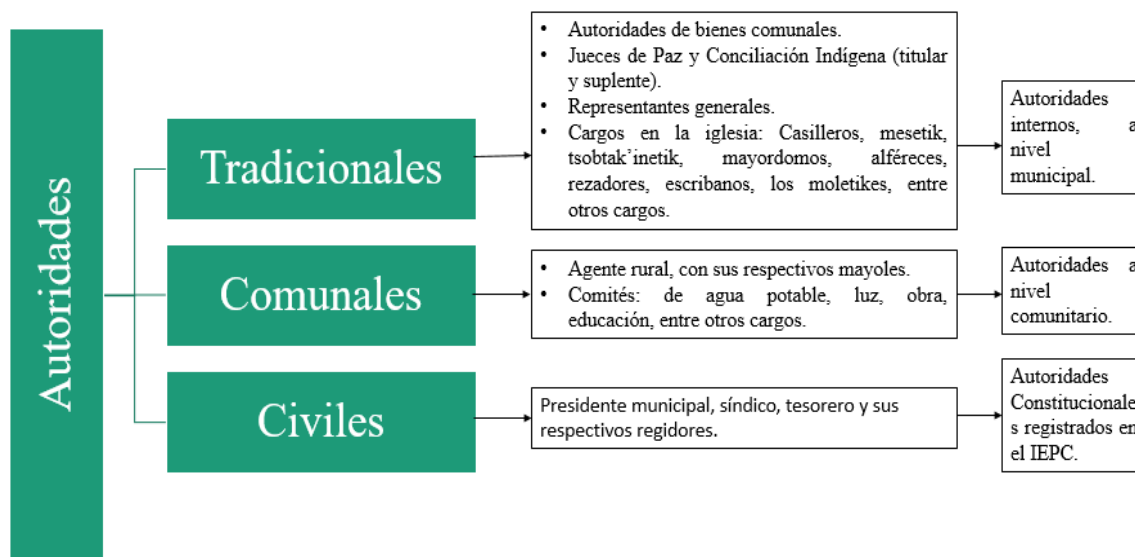 Autoridades
Tradicionales
• Autoridades de bienes comunales.
• Jueces de Paz y Conciliación Indígena (titular
y suplente).
• Representantes generales.
• Cargos en la iglesia: Casilleros, mesetik,
tsobtak’inetik, mayordomos, alféreces,
rezadores, escribanos, los moletikes, entre
otros cargos.
Autoridades
internos, a
nivel
municipal.
Comunales
• Agente rural, con sus respectivos mayoles.
• Comités: de agua potable, luz, obra,
educación, entre otros cargos.
Autoridades a
nivel
comunitario.
Civiles
Presidente municipal, síndico, tesorero y sus
respectivos regidores.
Autoridades
Constitucionale
s registrados en
el IEPC.